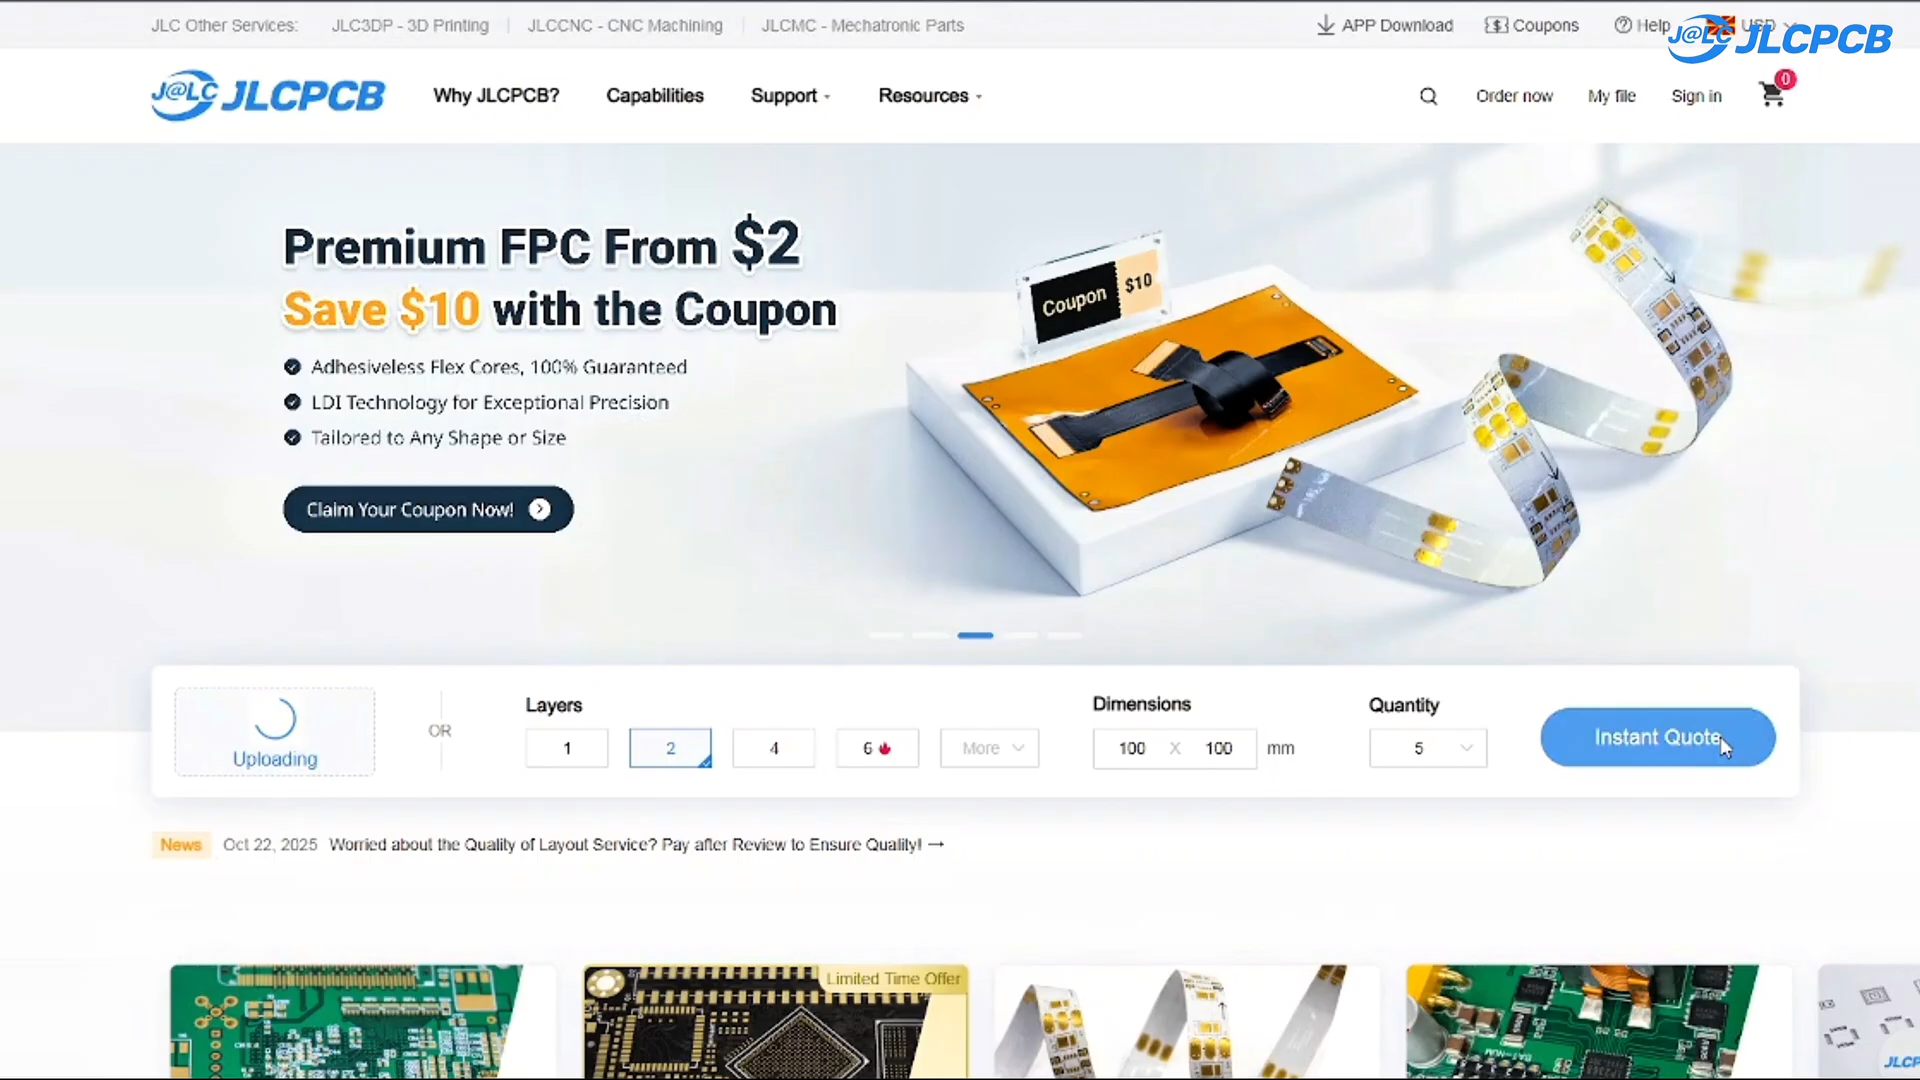 JLC Other Services:
JLC3DP - 3D Printing
JLCCNC - CNC Machining
JLCMC - Mechatronic Parts
APP Download
Coupons
Help
USD
J@LC JLCPCB
J@LC JLCPCB
Why JLCPCB?
Capabilities
Support
Resources
Order now
My file
Sign in
0
Premium FPC From $2
Save $10 with the Coupon
Adhesiveless Flex Cores, 100% Guaranteed
LDI Technology for Exceptional Precision
Tailored to Any Shape or Size
Claim Your Coupon Now!
Coupon $10
Uploading
OR
Layers
1
2
4
6
More
Dimensions
100 X 100 mm
Quantity
5
Instant Quote
News Oct 22, 2025 Worried about the Quality of Layout Service? Pay after Review to Ensure Quality! →
Limited Time Offer